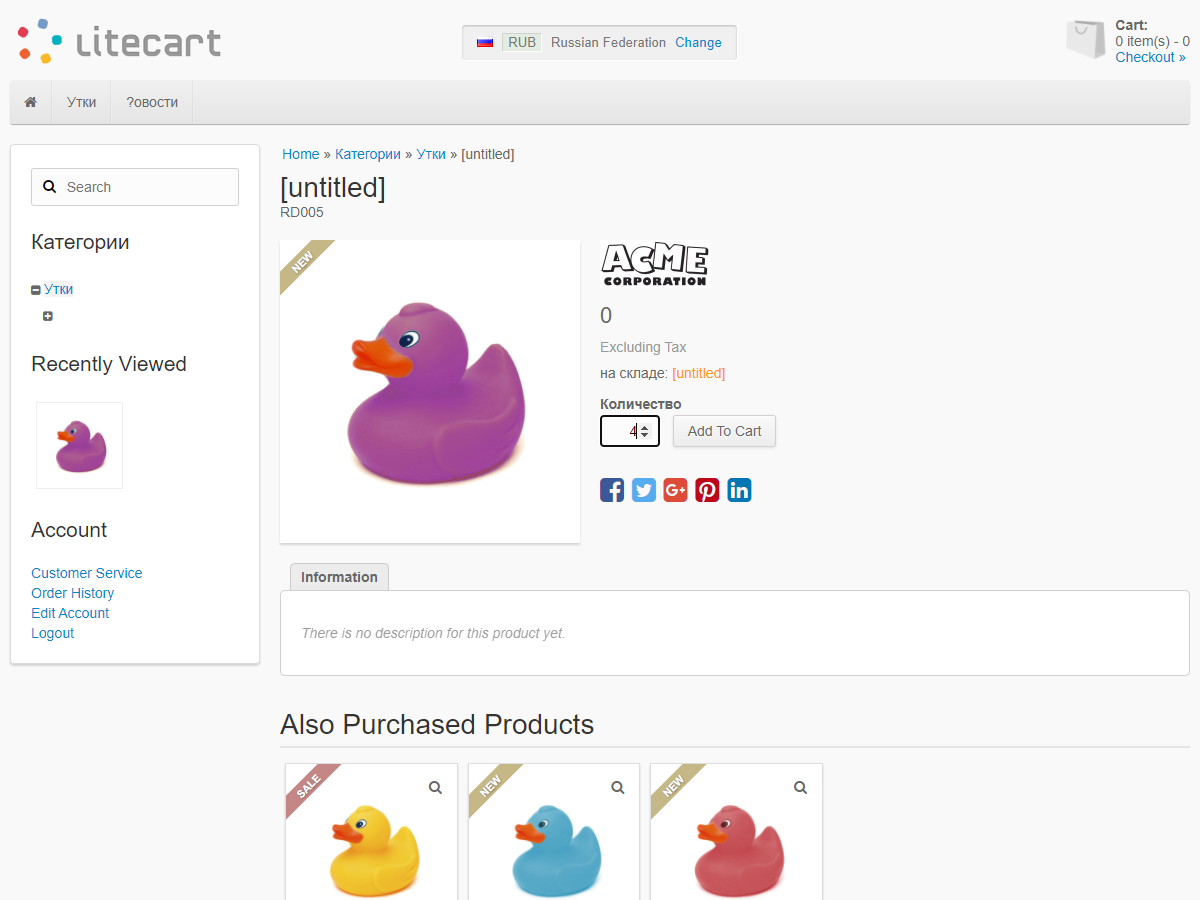 litecart
RUB Russian Federation Change
Cart:
0 item(s) - 0
Checkout »
Утки ?овости
Search
Категории
Утки
Recently Viewed
Account
Customer Service
Order History
Edit Account
Logout
Home » Категории » Утки » [untitled]
[untitled]
RD005
NEW
ACME
CORPORATION
0
Excluding Tax
на складе: [untitled]
Количество
4 Add To Cart
Information
There is no description for this product yet.
Also Purchased Products
SALE
NEW
NEW